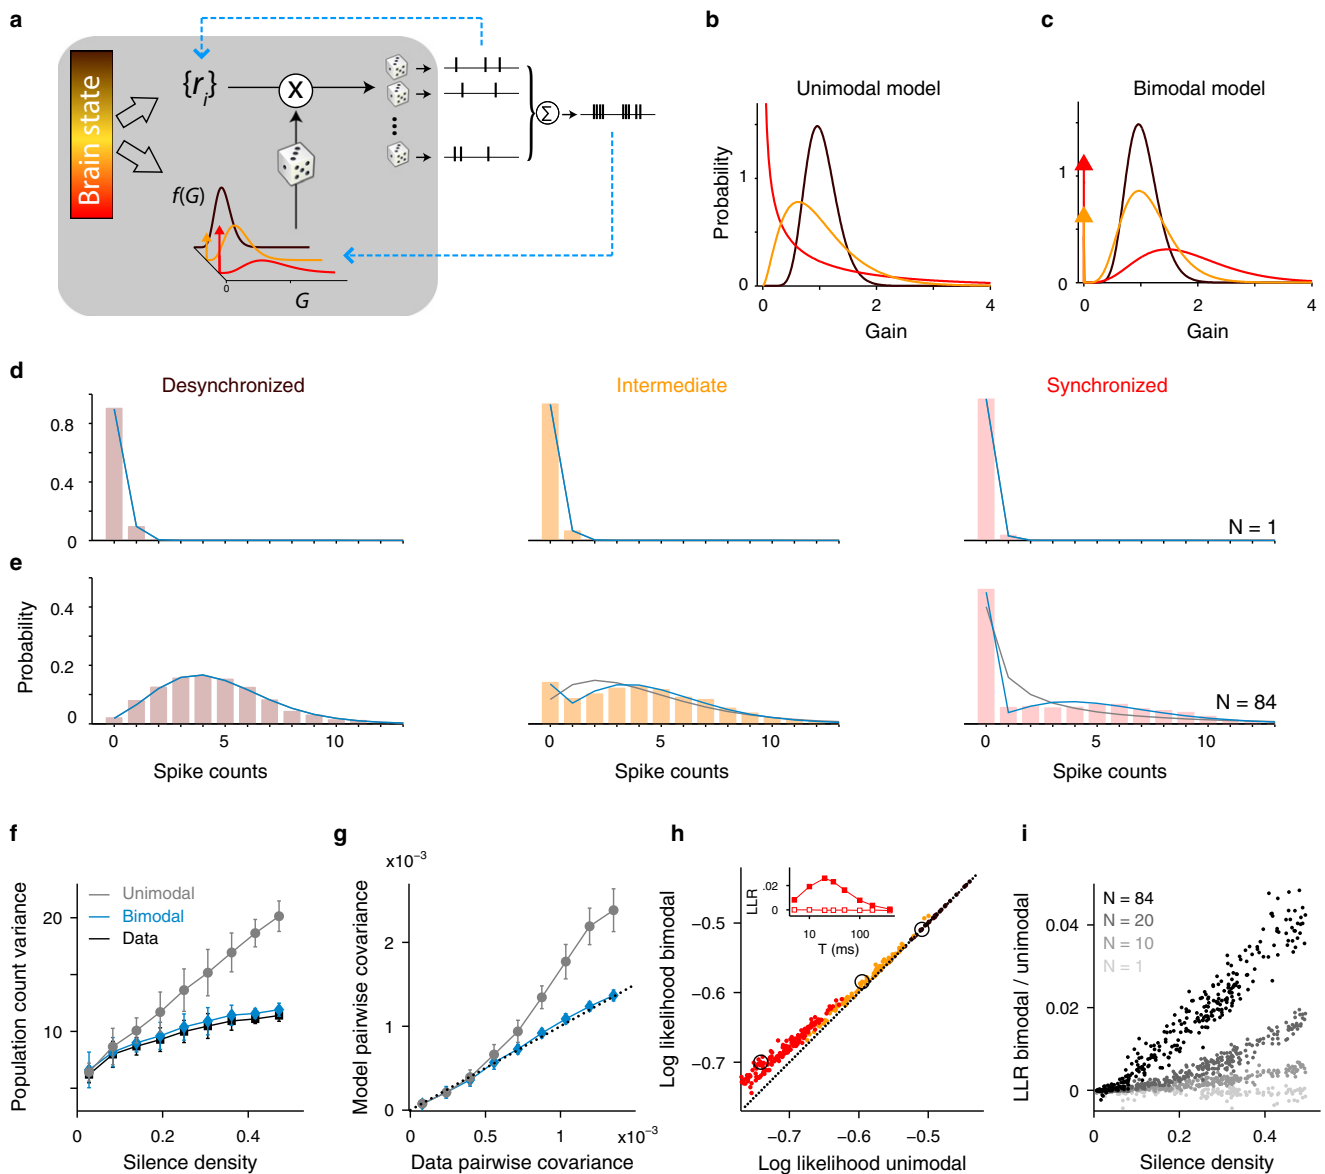 a
Brain state
{r_i}
X
Σ
f(G)
0
G
b
Unimodal model
Probability
1
0
0
2
4
Gain
c
Bimodal model
1
0
0
2
4
Gain
d
Desynchronized
Intermediate
Synchronized
0.8
0.4
0
N = 1
e
Probability
0.4
0.2
0
N = 84
0 5 10
0 5 10
0 5 10
Spike counts
Spike counts
Spike counts
f
Population count variance
20
10
Unimodal
Bimodal
Data
0 0.2 0.4
Silence density
g
×10⁻³
Model pairwise covariance
2
1
0
0 0.5 1
×10⁻³
Data pairwise covariance
h
Log likelihood bimodal
−0.5
−0.6
−0.7
LLR
.02
0
10 100
T (ms)
−0.7 −0.6 −0.5
Log likelihood unimodal
i
LLR bimodal / unimodal
0.04
0.02
0
N = 84
N = 20
N = 10
N = 1
0 0.2 0.4
Silence density